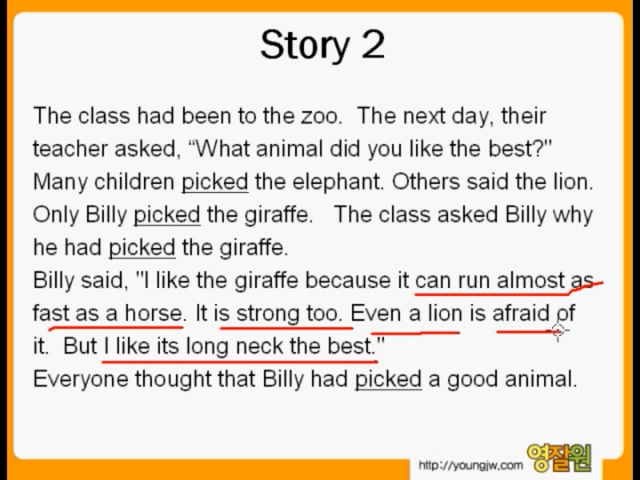 Story 2
The class had been to the zoo.  The next day, their
teacher asked, “What animal did you like the best?"
Many children picked the elephant. Others said the lion.
Only Billy picked the giraffe.   The class asked Billy why
he had picked the giraffe.
Billy said, "I like the giraffe because it can run almost as
fast as a horse. It is strong too. Even a lion is afraid of
it.  But I like its long neck the best."
Everyone thought that Billy had picked a good animal.
http://youngjw.com 영잘원